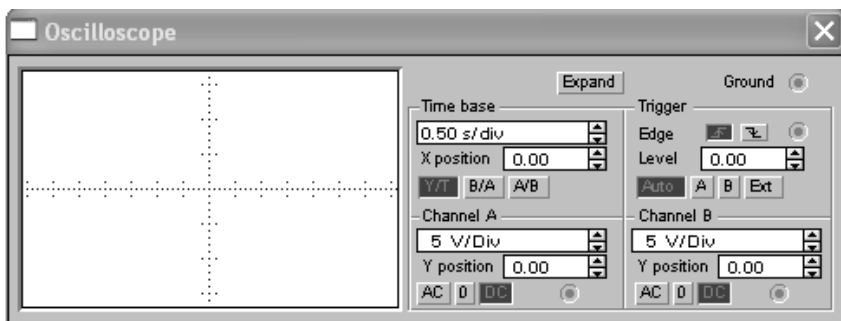 Oscilloscope
Expand Ground
Time base Trigger
0.50 s/div Edge
X position 0.00 Level 0.00
Y/T B/A A/B Auto A B Ext
Channel A Channel B
5 V/Div 5 V/Div
Y position 0.00 Y position 0.00
AC 0 DC AC 0 DC